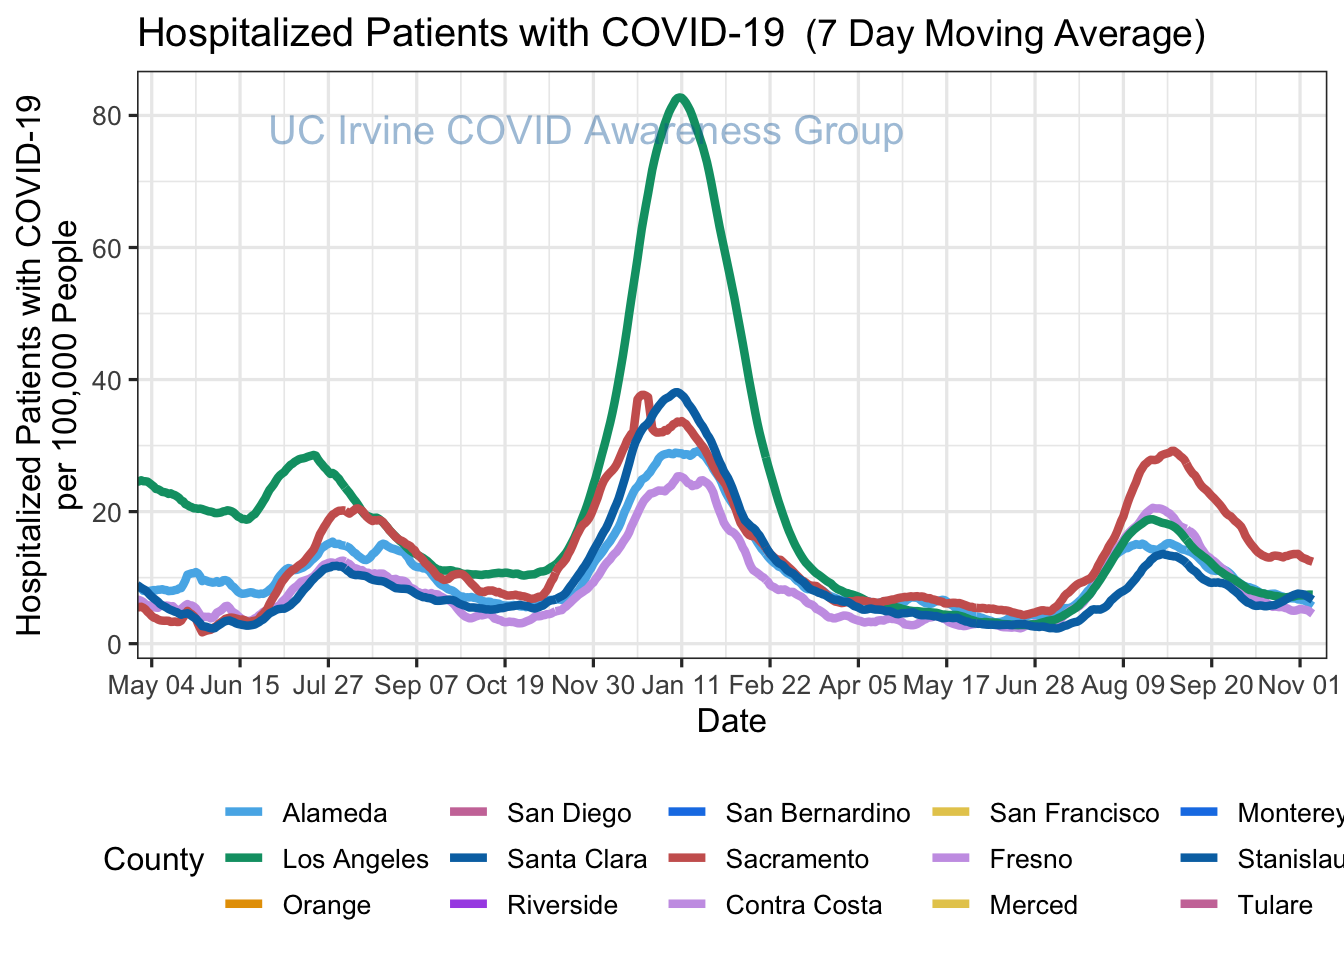 Hospitalized Patients with COVID-19 (7 Day Moving Average)
UC Irvine COVID Awareness Group
Hospitalized Patients with COVID-19
per 100,000 People
80
60
40
20
0
May 04 Jun 15 Jul 27 Sep 07 Oct 19 Nov 30 Jan 11 Feb 22 Apr 05 May 17 Jun 28 Aug 09 Sep 20 Nov 01
Date
County
Alameda San Diego San Bernardino San Francisco Monterey
Los Angeles Santa Clara Sacramento Fresno Stanislau
Orange Riverside Contra Costa Merced Tulare